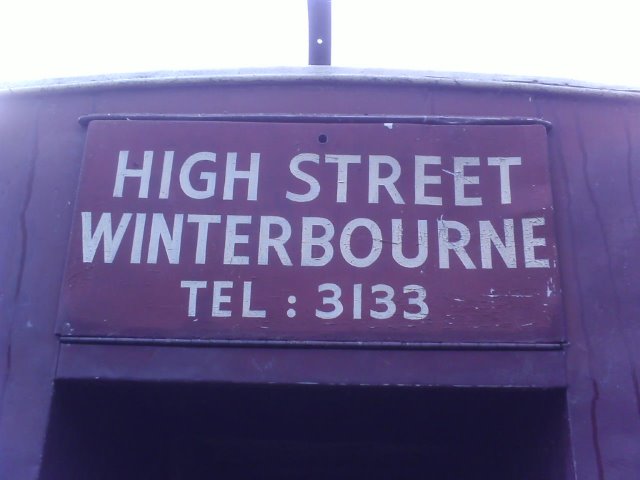 HIGH STREET
WINTERBOURNE
TEL : 3133